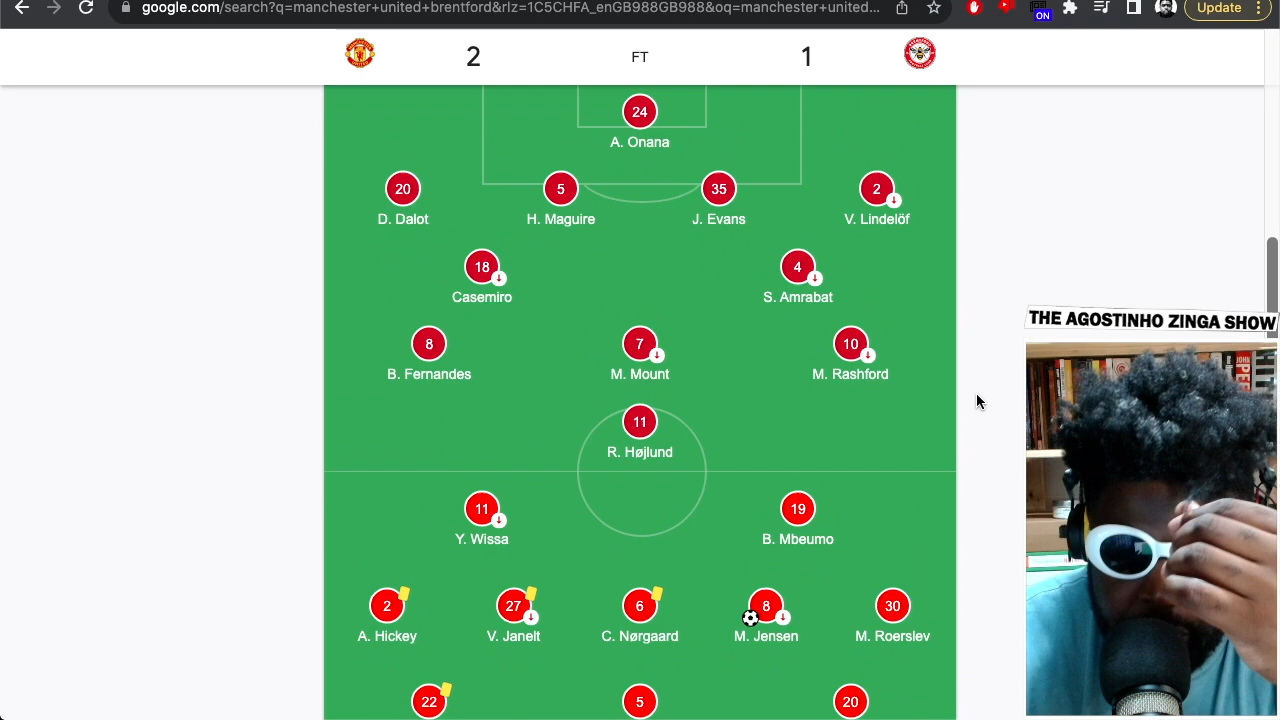 google.com/search?q=manchester+united+brentford&rlz=1C5CHFA_enGB988GB988&oq=manchester+united...
ON
Update
2 FT 1
24
A. Onana
20 5 35 2
D. Dalot H. Maguire J. Evans V. Lindelöf
18 4
Casemiro S. Amrabat
8 7 10
B. Fernandes M. Mount M. Rashford
11
R. Højlund
THE AGOSTINHO ZINGA SHOW
11 19
Y. Wissa B. Mbeumo
2 27 6 8 30
A. Hickey V. Janelt C. Nørgaard M. Jensen M. Roerslev
22 5 20